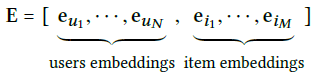 E = [ e_{u_1}, ⋯, e_{u_N} , e_{i_1}, ⋯, e_{i_M} ]
users embeddings item embeddings